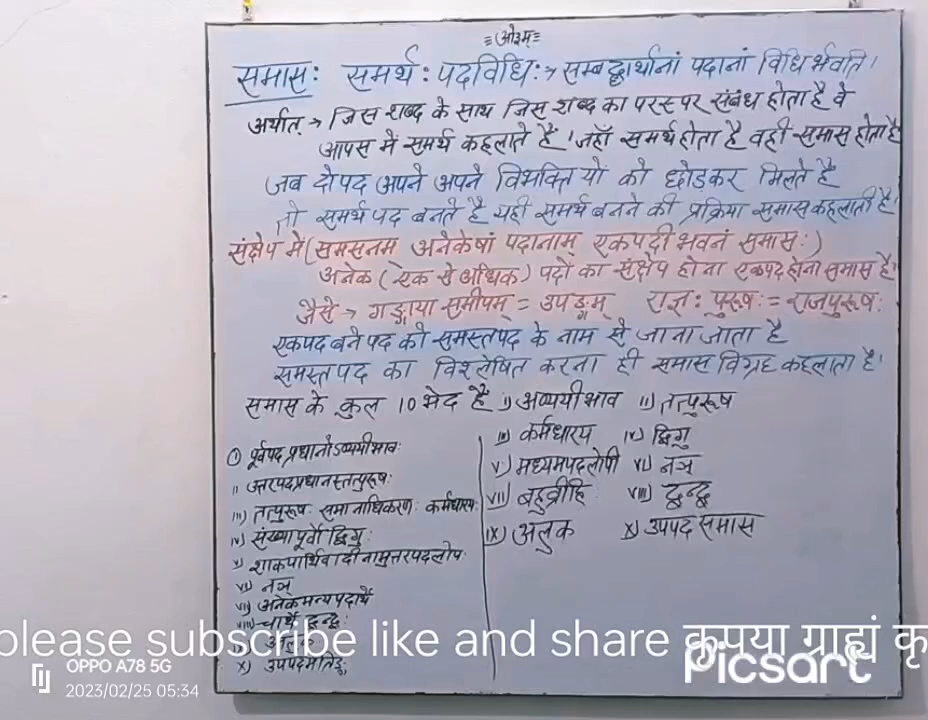 = ओ३म् =
समासः समर्थः पदविधिः → सम्बद्धार्थानां पदानां विधिर्भवति।
अर्थात् → जिस शब्द के साथ जिस शब्द का परस्पर संबंध होता है वे
आपस में समर्थ कहलाते हैं। जहाँ समर्थ होता है वही समास होता है
जब दो पद अपने अपने विभक्ति यों को छोडकर मिलते है
तो समर्थ पद बनते है यही समर्थ बनने की प्रक्रिया समास कहलाती है।
संक्षेप में (समसनम अनेकेषां पदानाम् एकपदी भवनं समासः)
अनेक (एक से अधिक) पदों का संक्षेप होना एकपद होना समास है।
जैसे → गङ्गाया समीपम् = उपङ्गम् राज्ञः पुरूषः = राजपुरूषः
एकपद बने पद को समस्तपद के नाम से जाना जाता है
समस्त पद का विश्लेषित करना ही समास विग्रह कहलाता है।
समास के कुल 10 भेद है i) अव्ययीभाव ii) तत्पुरूष
iii) कर्मधारय iv) द्विगु
v) मध्यमपदलोपी vi) नञ
vii) बहुव्रीहि viii) द्वन्द्व
ix) अलुक x) उपपद समास
① पूर्वपद प्रधानोऽव्ययीभावः
ii उत्तरपदप्रधानस्तत्पुरूषः
iii) तत्पुरूषः समानाधिकरणः कर्मधारयः
iv) संख्यापूर्वो द्विगुः
v) शाकपार्थिवादीनामुत्तरपदलोपः
vi) नञ्
vii) अनेकमन्यपदार्थे
viii) चार्थे द्वन्द्वः
x) उपपदमतिङ्
please subscribe like and share कृपया ग्राह्यं कृ
OPPO A78 5G
2023/02/25 05:34
Picsart